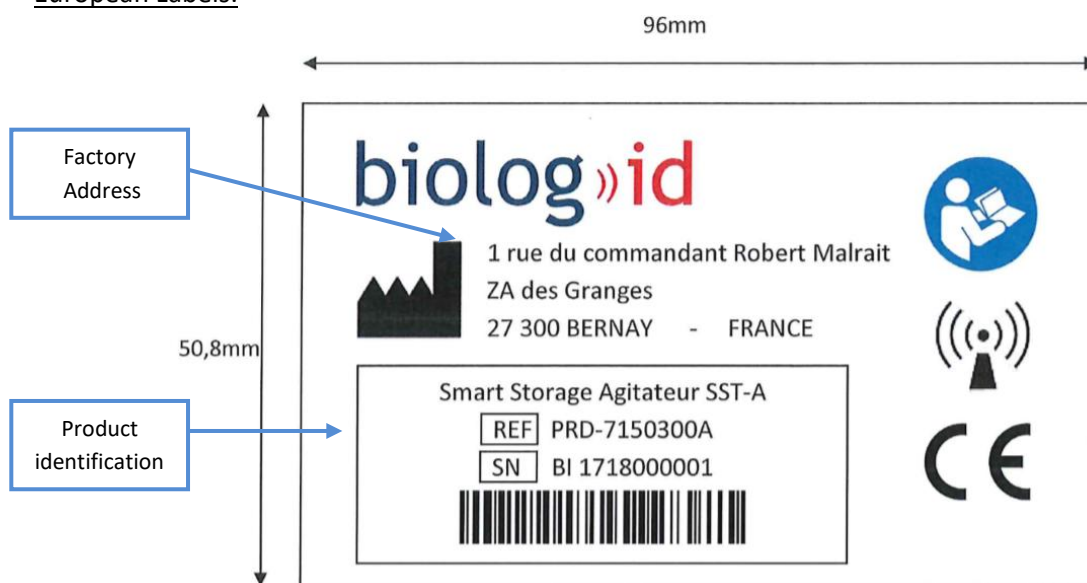 European Labels:
96mm
50,8mm
Factory
Address
biolog id
1 rue du commandant Robert Malrait
ZA des Granges
27 300 BERNAY - FRANCE
Product
identification
Smart Storage Agitateur SST-A
REF PRD-7150300A
SN BI 1718000001
CE